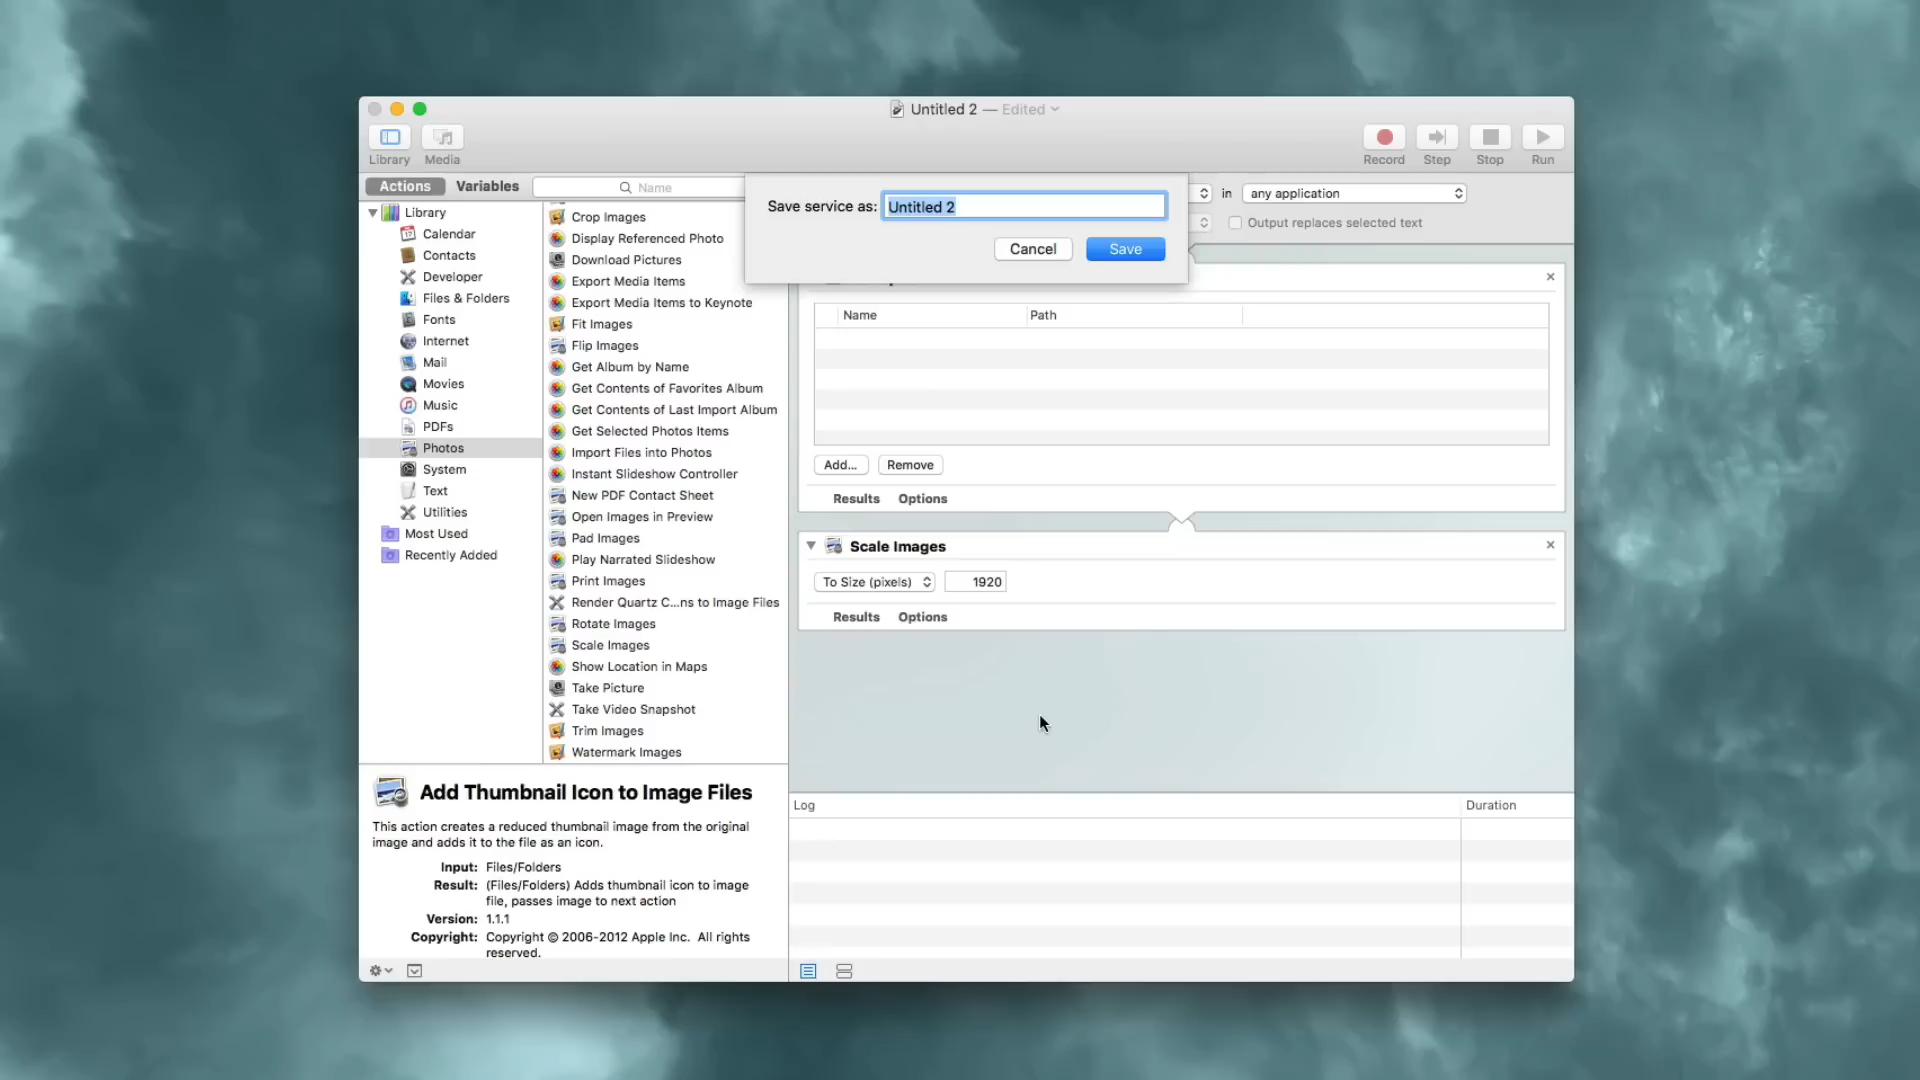 Untitled 2 — Edited
Library
Media
Record
Step
Stop
Run
Actions
Variables
Name
Save service as: Untitled 2
Cancel
Save
in
any application
Output replaces selected text
Library
Calendar
Contacts
Developer
Files & Folders
Fonts
Internet
Mail
Movies
Music
PDFs
Photos
System
Text
Utilities
Most Used
Recently Added
Crop Images
Display Referenced Photo
Download Pictures
Export Media Items
Export Media Items to Keynote
Fit Images
Flip Images
Get Album by Name
Get Contents of Favorites Album
Get Contents of Last Import Album
Get Selected Photos Items
Import Files into Photos
Instant Slideshow Controller
New PDF Contact Sheet
Open Images in Preview
Pad Images
Play Narrated Slideshow
Print Images
Render Quartz C...ns to Image Files
Rotate Images
Scale Images
Show Location in Maps
Take Picture
Take Video Snapshot
Trim Images
Watermark Images
Name
Path
Add...
Remove
Results
Options
Scale Images
To Size (pixels)
1920
Results
Options
Add Thumbnail Icon to Image Files
This action creates a reduced thumbnail image from the original
image and adds it to the file as an icon.
Input: Files/Folders
Result: (Files/Folders) Adds thumbnail icon to image
file, passes image to next action
Version: 1.1.1
Copyright: Copyright © 2006-2012 Apple Inc. All rights
reserved.
Log
Duration